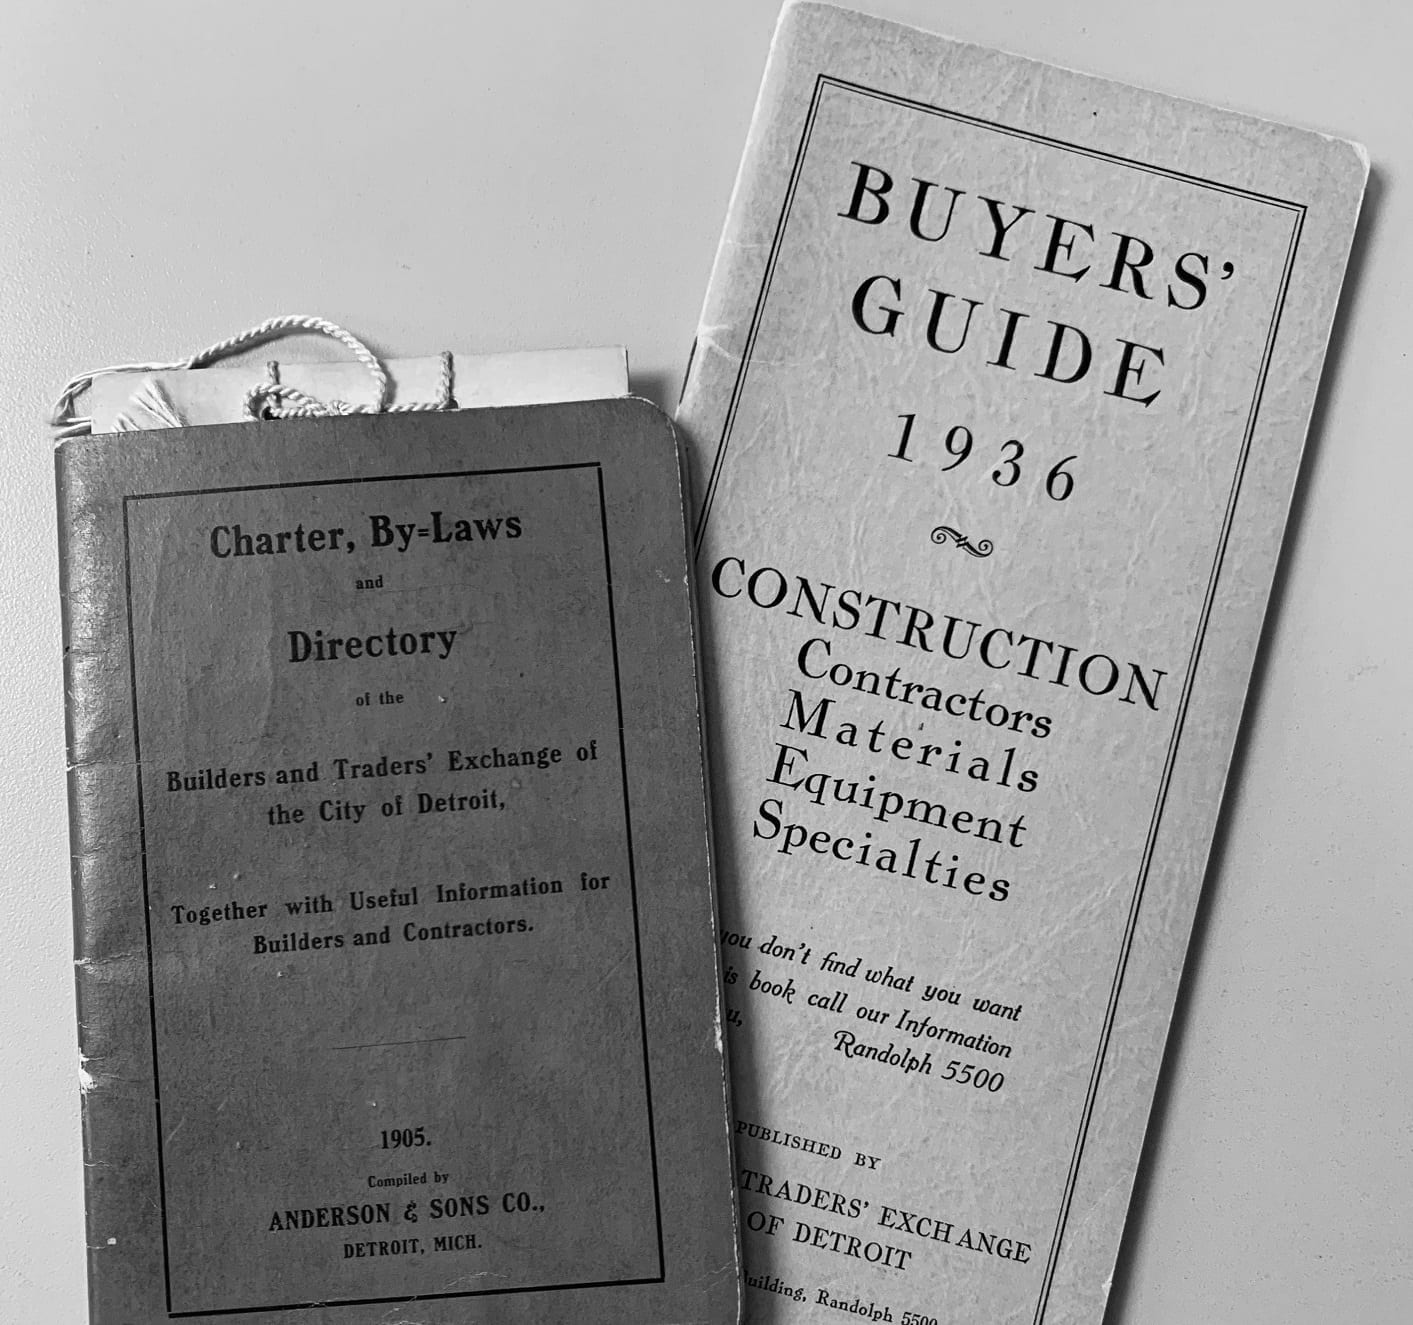 Charter, By=Laws
and
Directory
of the
Builders and Traders' Exchange of
the City of Detroit,
Together with Useful Information for
Builders and Contractors.
1905.
Compiled by
ANDERSON & SONS CO.,
DETROIT, MICH.
BUYERS'
GUIDE
1936
CONSTRUCTION
Contractors
Materials
Equipment
Specialties
you don't find what you want
book call our Information
Randolph 5500
PUBLISHED BY
TRADERS' EXCHANGE
OF DETROIT
Randolph 5500